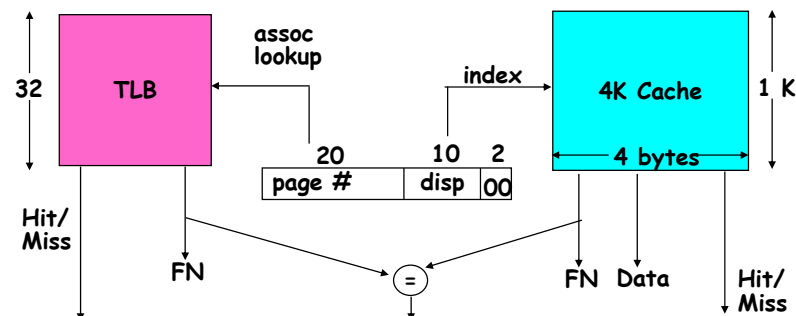 assoc
lookup
32
TLB
index
4K Cache
1 K
20
10
2
4 bytes
page #
disp
00
Hit/
Miss
FN
=
FN
Data
Hit/
Miss